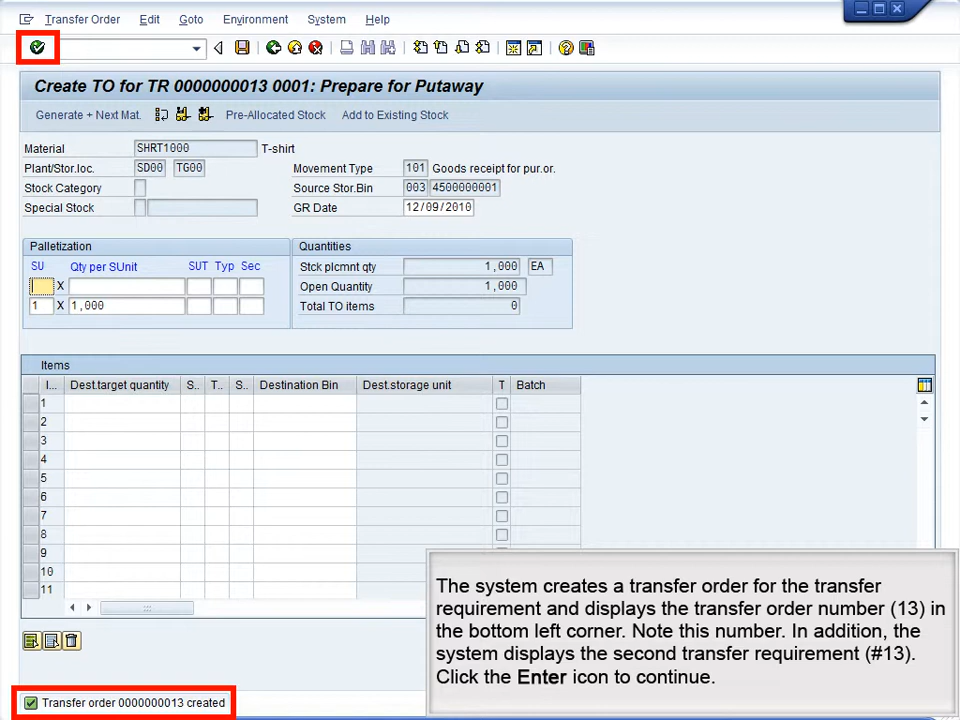 Transfer Order Edit Goto Environment System Help
Create TO for TR 0000000013 0001: Prepare for Putaway
Generate + Next Mat. Pre-Allocated Stock Add to Existing Stock
Material SHRT1000 T-shirt
Plant/Stor.loc. SD00 TG00 Movement Type 101 Goods receipt for pur.or.
Stock Category Source Stor.Bin 003 4500000001
Special Stock GR Date 12/09/2010
Palletization Quantities
SU Qty per SUnit SUT Typ Sec Stck plcmnt qty 1,000 EA
X Open Quantity 1,000
1 X 1,000 Total TO items 0
Items
I... Dest.target quantity S.. T.. S.. Destination Bin Dest.storage unit T Batch
1
2
3
4
5
6
7
8
9
10
11
The system creates a transfer order for the transfer
requirement and displays the transfer order number (13) in
the bottom left corner. Note this number. In addition, the
system displays the second transfer requirement (#13).
Click the Enter icon to continue.
Transfer order 0000000013 created